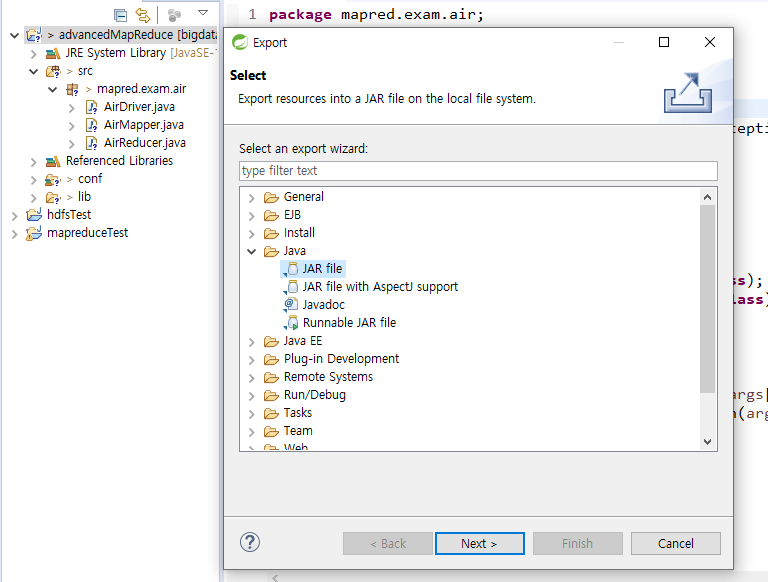 > advancedMapReduce [bigdat
JRE System Library [JavaSE-
> src
> mapred.exam.air
> AirDriver.java
> AirMapper.java
> AirReducer.java
Referenced Libraries
> conf
> lib
hdfsTest
mapreduceTest
1 package mapred.exam.air;
Export
Select
Export resources into a JAR file on the local file system.
Select an export wizard:
type filter text
General
EJB
Install
Java
JAR file
JAR file with AspectJ support
Javadoc
Runnable JAR file
Java EE
Plug-in Development
Remote Systems
Run/Debug
Tasks
Team
Web
< Back
Next >
Finish
Cancel
cepti
ss);
lass)
args[
n(arg